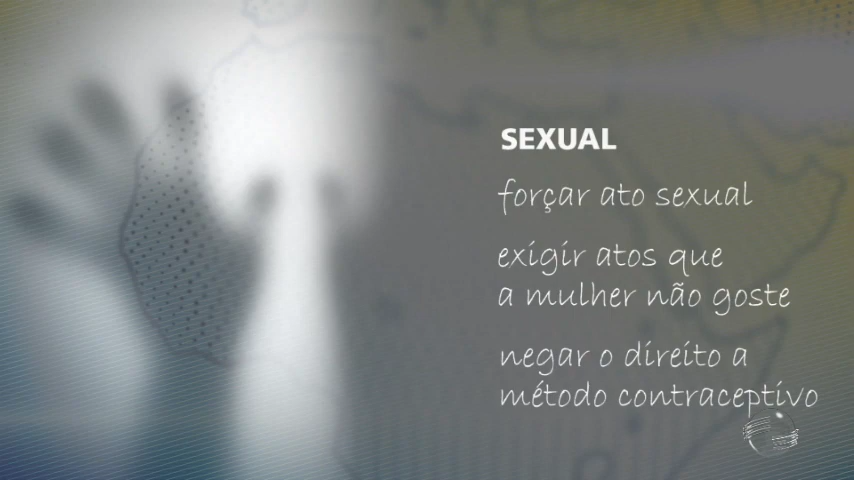 SEXUAL
forçar ato sexual
exigir atos que
a mulher não goste
negar o direito a
método contraceptivo